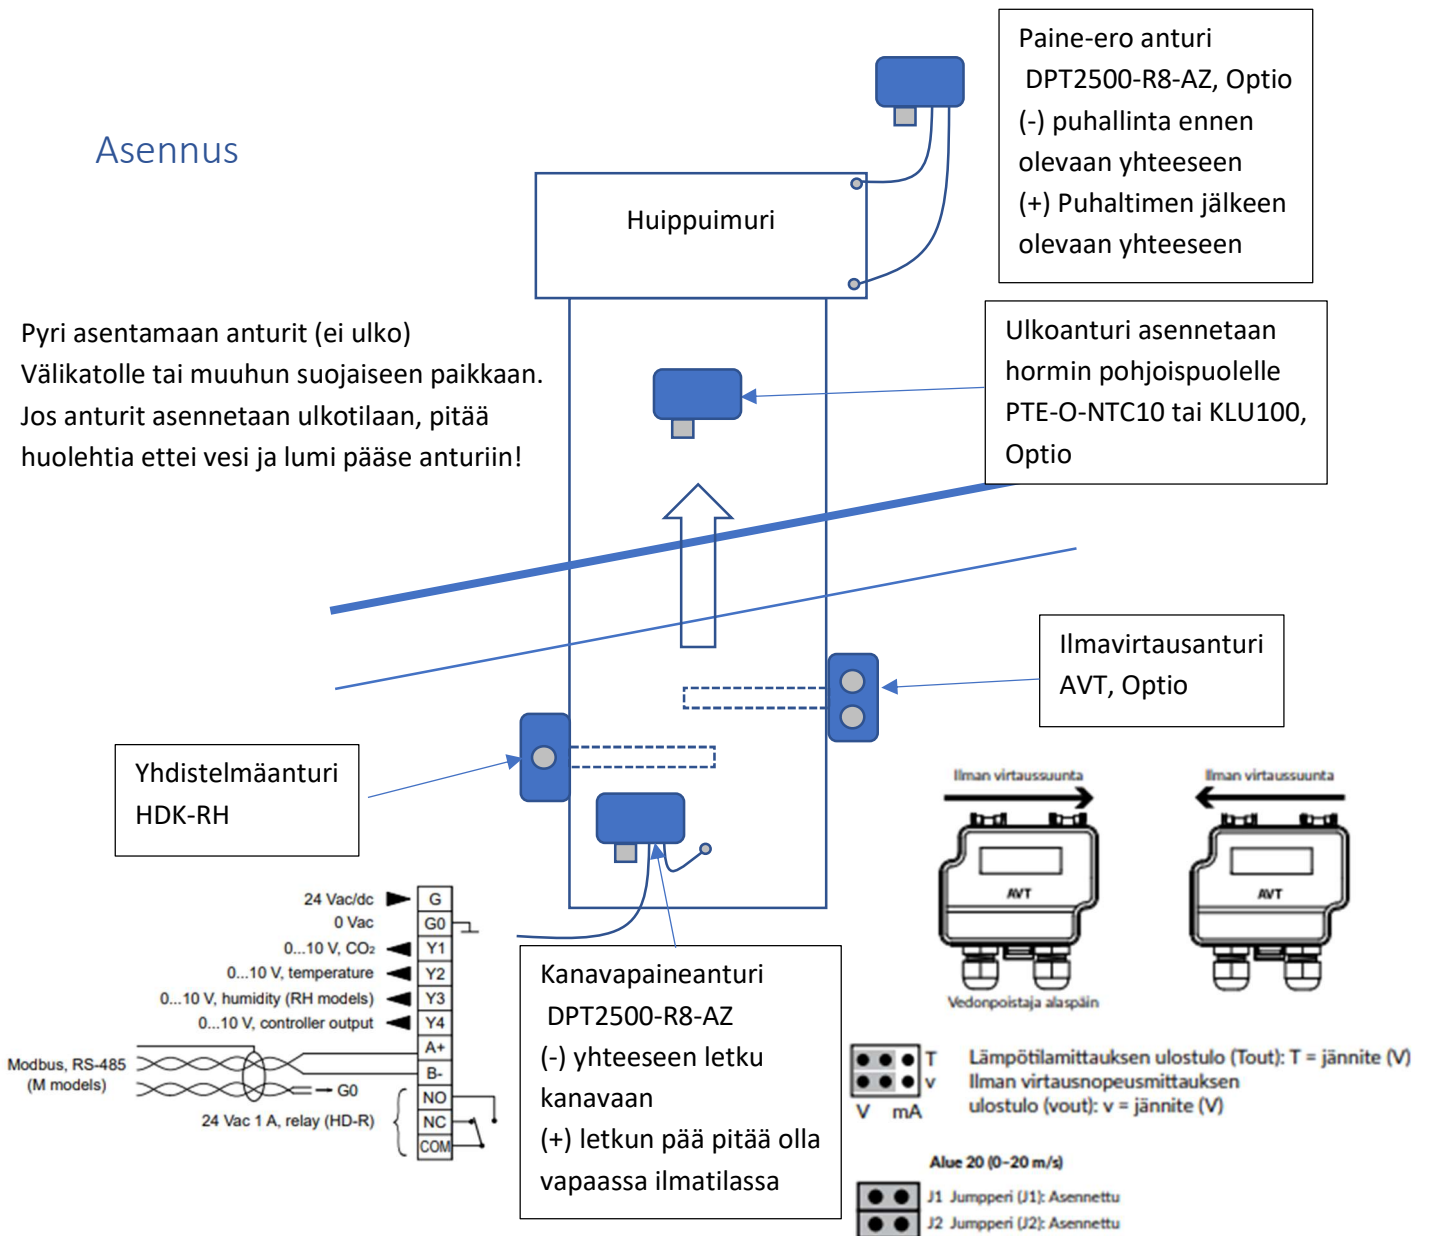 Asennus
Paine-ero anturi
DPT2500-R8-AZ, Optio
(-) puhallinta ennen
olevaan yhteeseen
(+) Puhaltimen jälkeen
olevaan yhteeseen
Huippuimuri
Pyri asentamaan anturit (ei ulko)
Välikatolle tai muuhun suojaiseen paikkaan.
Jos anturit asennetaan ulkotilaan, pitää
huolehtia ettei vesi ja lumi pääse anturiin!
Ulkoanturi asennetaan
hormin pohjoispuolelle
PTE-O-NTC10 tai KLU100,
Optio
Ilmavirtausanturi
AVT, Optio
Yhdistelmäanturi
HDK-RH
Ilman virtaussuunta
Ilman virtaussuunta
AVT
AVT
Vedonpoistaja alaspäin
24 Vac/dc G
0 Vac G0
0...10 V, CO2 Y1
0...10 V, temperature Y2
0...10 V, humidity (RH models) Y3
0...10 V, controller output Y4
A+
Modbus, RS-485
(M models)
B-
G0
NO
24 Vac 1 A, relay (HD-R) NC
COM
Kanavapaineanturi
DPT2500-R8-AZ
(-) yhteeseen letku
kanavaan
(+) letkun pää pitää olla
vapaassa ilmatilassa
T
v
V mA
Lämpötilamittauksen ulostulo (Tout): T = jännite (V)
Ilman virtausnopeusmittauksen
ulostulo (vout): v = jännite (V)
Alue 20 (0–20 m/s)
J1 Jumpperi (J1): Asennettu
J2 Jumpperi (J2): Asennettu